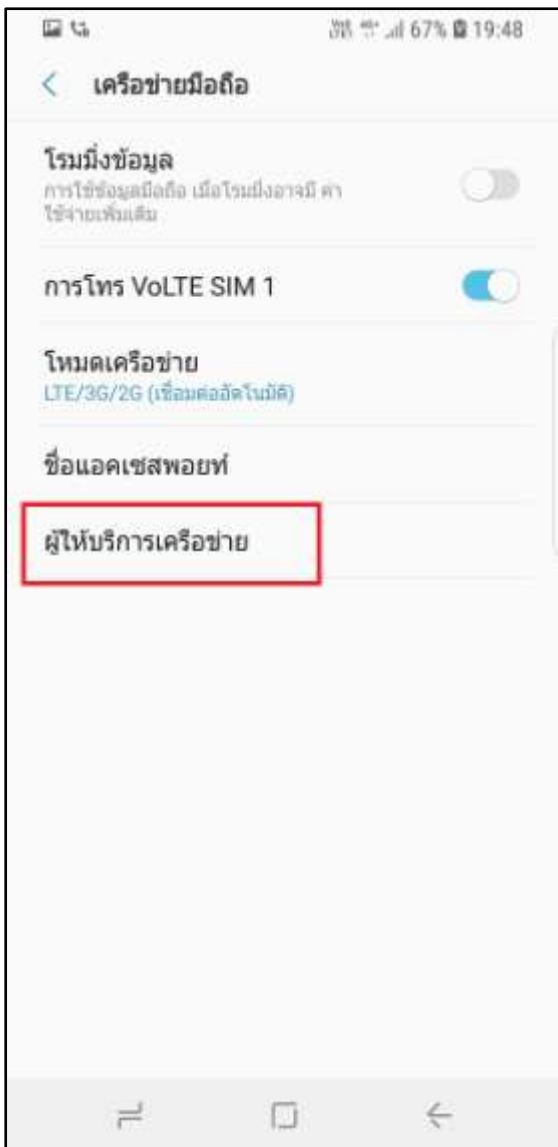 67% 19:48
เครือข่ายมือถือ
โรมมิ่งข้อมูล
การใช้ข้อมูลมือถือ เมื่อโรมมิ่งอาจมี ค่า
ใช้จ่ายเพิ่มเติม
การโทร VoLTE SIM 1
โหมดเครือข่าย
LTE/3G/2G (เชื่อมต่ออัตโนมัติ)
ชื่อแอคเซสพอยท์
ผู้ให้บริการเครือข่าย